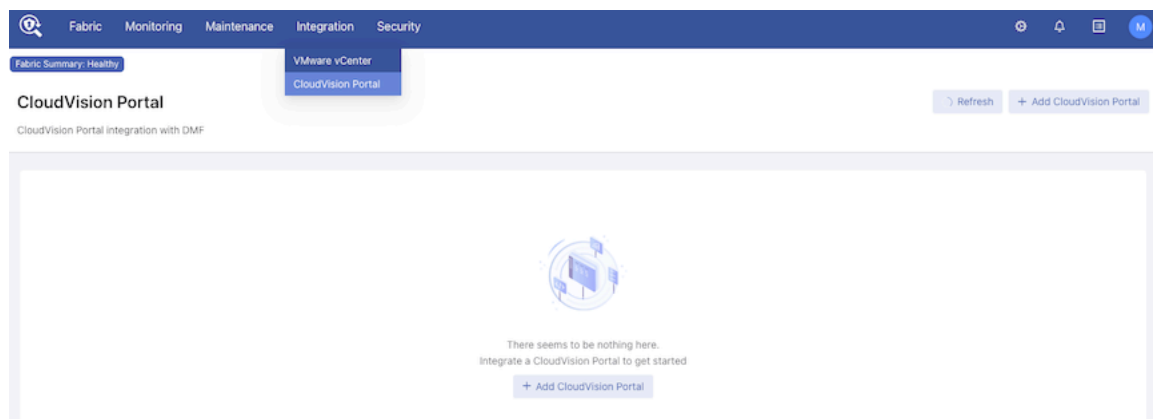 Fabric Monitoring Maintenance Integration Security M
Fabric Summary: Healthy
VMware vCenter
CloudVision Portal
CloudVision Portal
Refresh + Add CloudVision Portal
CloudVision Portal integration with DMF
There seems to be nothing here.
Integrate a CloudVision Portal to get started
+ Add CloudVision Portal